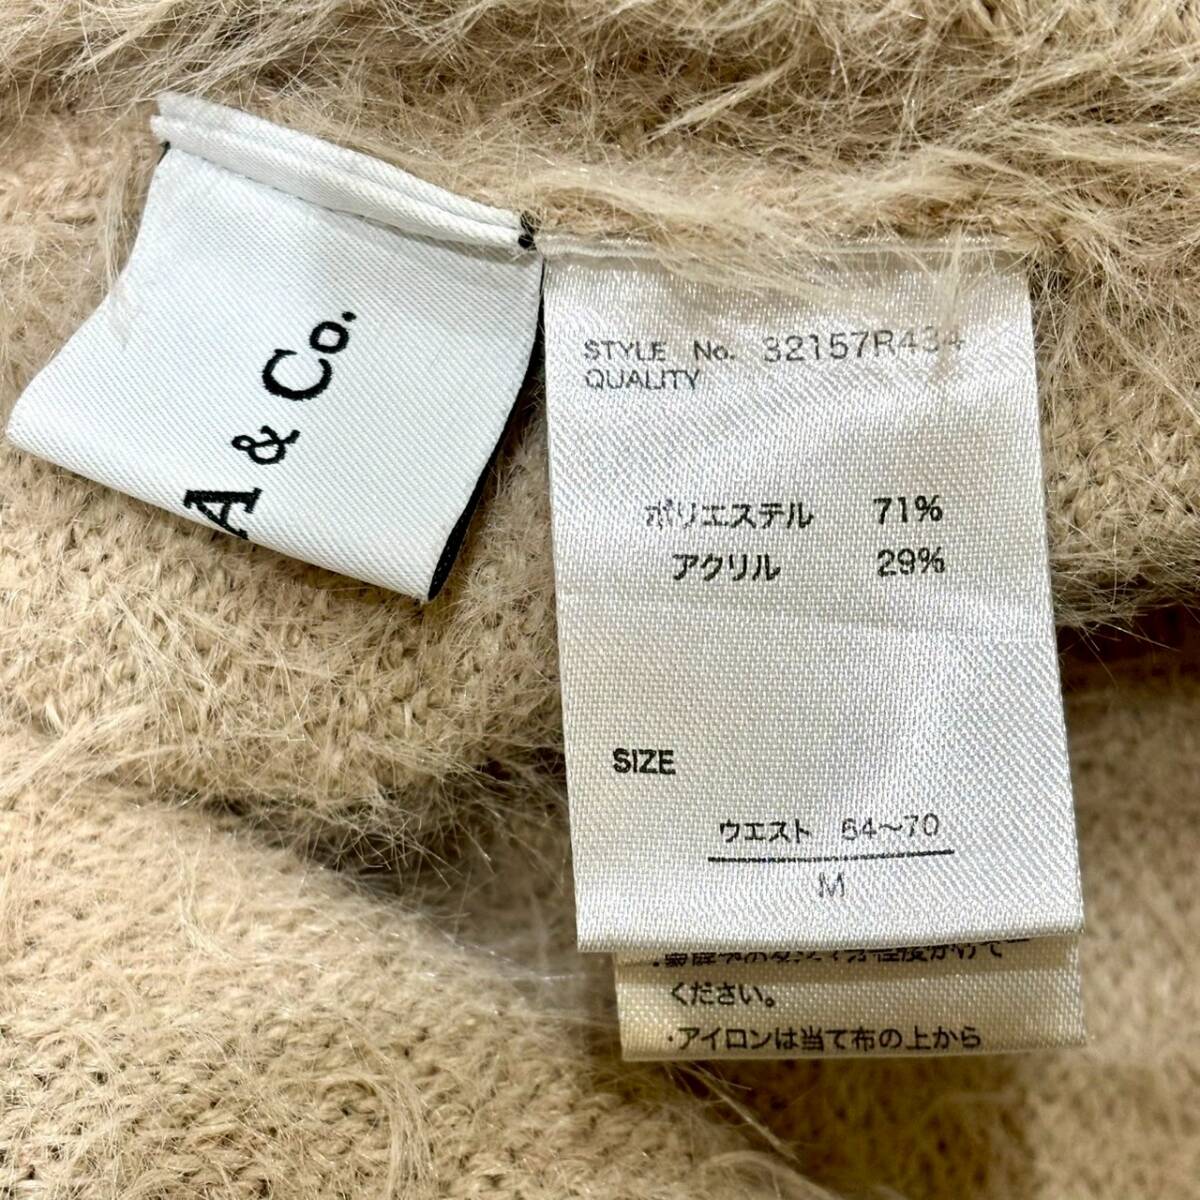 A & Co.
STYLE No. 32157R434
QUALITY
ポリエステル 71%
アクリル 29%
SIZE
ウエスト 64～70
M
ください。
・アイロンは当て布の上から